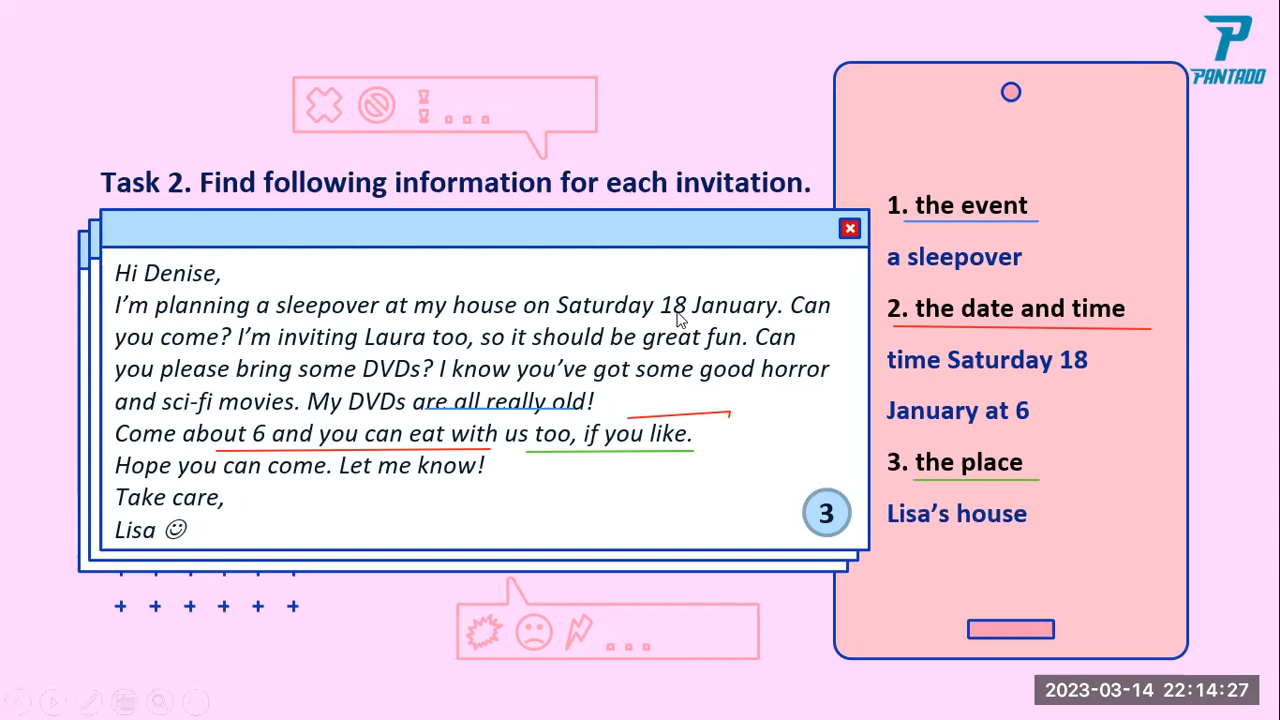 PANTADO
Task 2. Find following information for each invitation.
Hi Denise,
I'm planning a sleepover at my house on Saturday 18 January. Can
you come? I'm inviting Laura too, so it should be great fun. Can
you please bring some DVDs? I know you've got some good horror
and sci-fi movies. My DVDs are all really old!
Come about 6 and you can eat with us too, if you like.
Hope you can come. Let me know!
Take care,
Lisa ☺
3
1. the event
a sleepover
2. the date and time
time Saturday 18
January at 6
3. the place
Lisa's house
2023-03-14 22:14:27